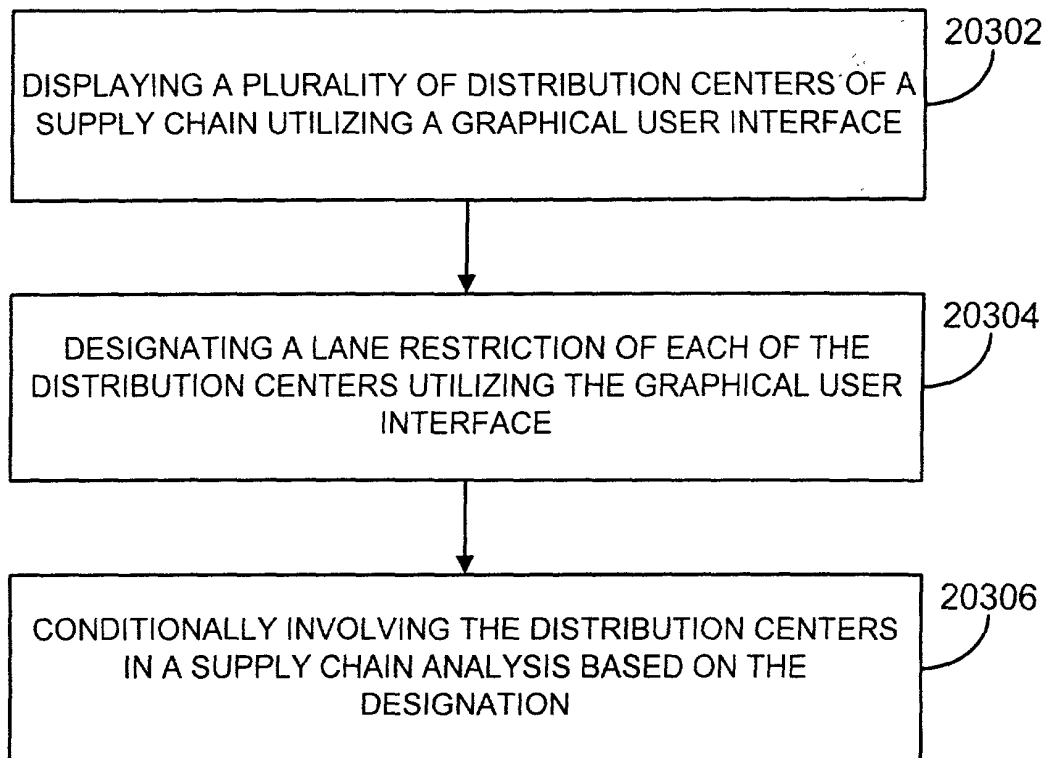 20302
DISPLAYING A PLURALITY OF DISTRIBUTION CENTERS OF A
SUPPLY CHAIN UTILIZING A GRAPHICAL USER INTERFACE
20304
DESIGNATING A LANE RESTRICTION OF EACH OF THE
DISTRIBUTION CENTERS UTILIZING THE GRAPHICAL USER
INTERFACE
20306
CONDITIONALLY INVOLVING THE DISTRIBUTION CENTERS
IN A SUPPLY CHAIN ANALYSIS BASED ON THE
DESIGNATION